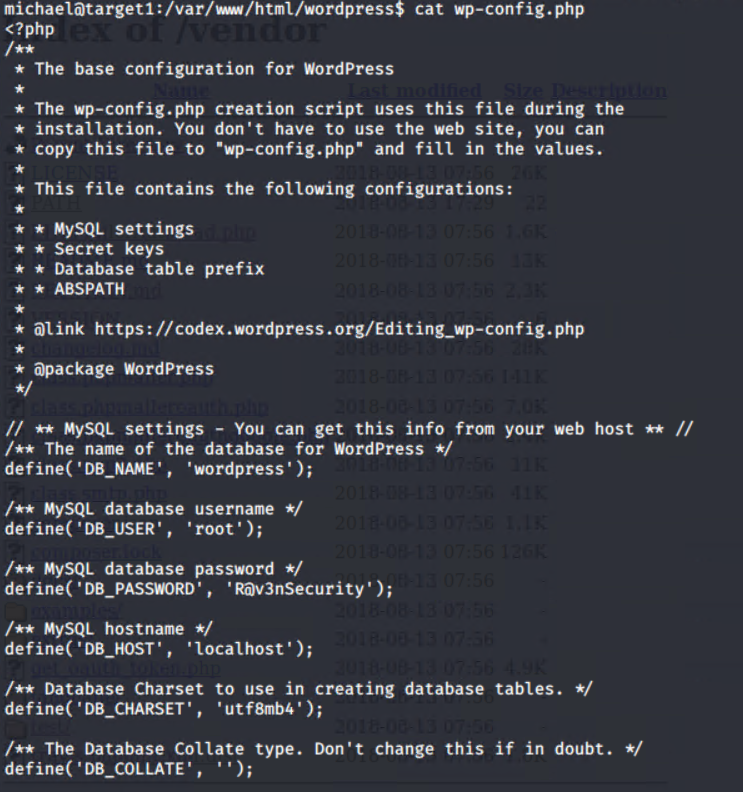 michael@target1:/var/www/html/wordpress$ cat wp-config.php
<?php
/**
 * The base configuration for WordPress
 *
 * The wp-config.php creation script uses this file during the
 * installation. You don't have to use the web site, you can
 * copy this file to "wp-config.php" and fill in the values.
 *
 * This file contains the following configurations:
 *
 * * MySQL settings
 * * Secret keys
 * * Database table prefix
 * * ABSPATH
 *
 * @link https://codex.wordpress.org/Editing_wp-config.php
 *
 * @package WordPress
 */

// ** MySQL settings - You can get this info from your web host ** //
/** The name of the database for WordPress */
define('DB_NAME', 'wordpress');

/** MySQL database username */
define('DB_USER', 'root');

/** MySQL database password */
define('DB_PASSWORD', 'R@v3nSecurity');

/** MySQL hostname */
define('DB_HOST', 'localhost');

/** Database Charset to use in creating database tables. */
define('DB_CHARSET', 'utf8mb4');

/** The Database Collate type. Don't change this if in doubt. */
define('DB_COLLATE', '');